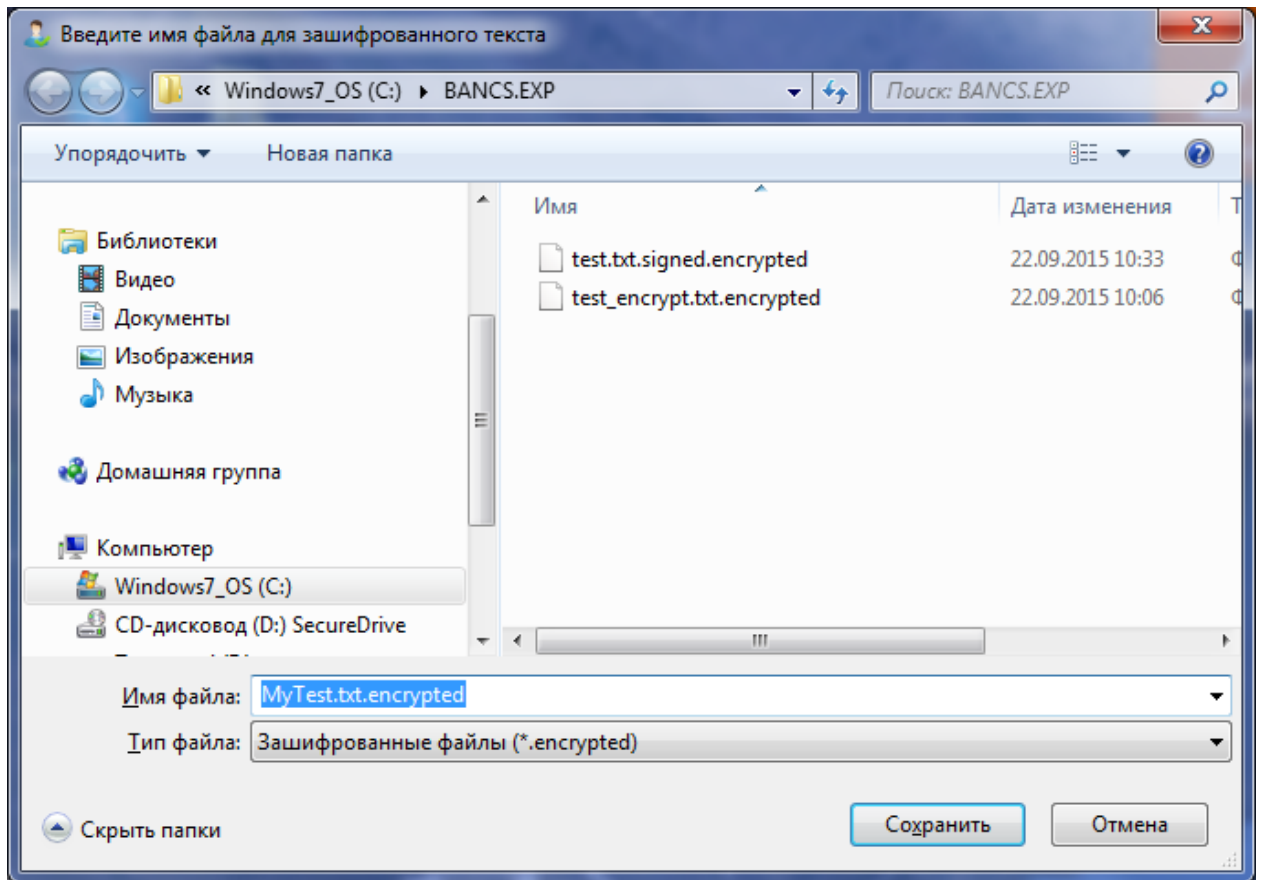 Введите имя файла для зашифрованного текста
« Windows7_OS (C:) BANCS.EXP Поиск: BANCS.EXP
Упорядочить Новая папка
Имя Дата изменения
Библиотеки
test.txt.signed.encrypted 22.09.2015 10:33
Видео
test_encrypt.txt.encrypted 22.09.2015 10:06
Документы
Изображения
Музыка
Домашняя группа
Компьютер
Windows7_OS (C:)
CD-дисковод (D:) SecureDrive
Имя файла: MyTest.txt.encrypted
Тип файла: Зашифрованные файлы (*.encrypted)
Скрыть папки Сохранить Отмена